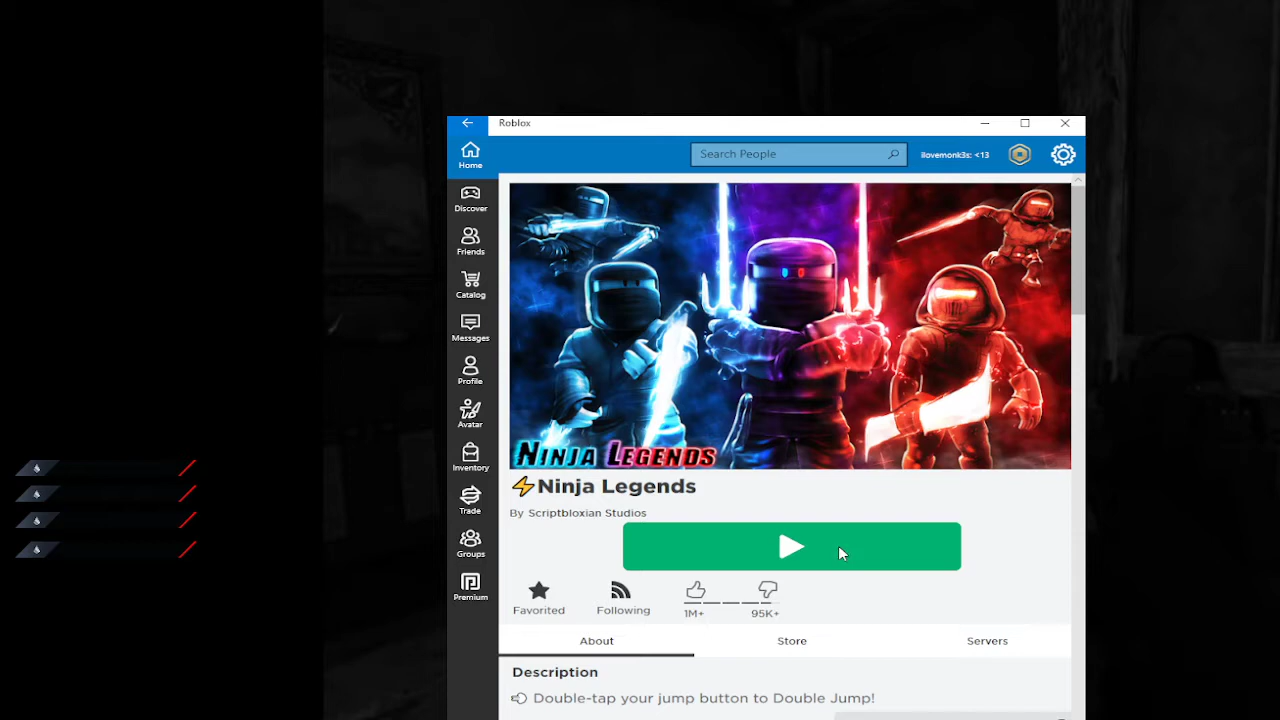 Roblox
Home
Search People
ilovemonk3s: <13
Discover
Friends
Catalog
Messages
Profile
Avatar
Inventory
Trade
Groups
Premium
NINJA LEGENDS
⚡Ninja Legends
By Scriptbloxian Studios
Favorited
Following
1M+
95K+
About
Store
Servers
Description
Double-tap your jump button to Double Jump!